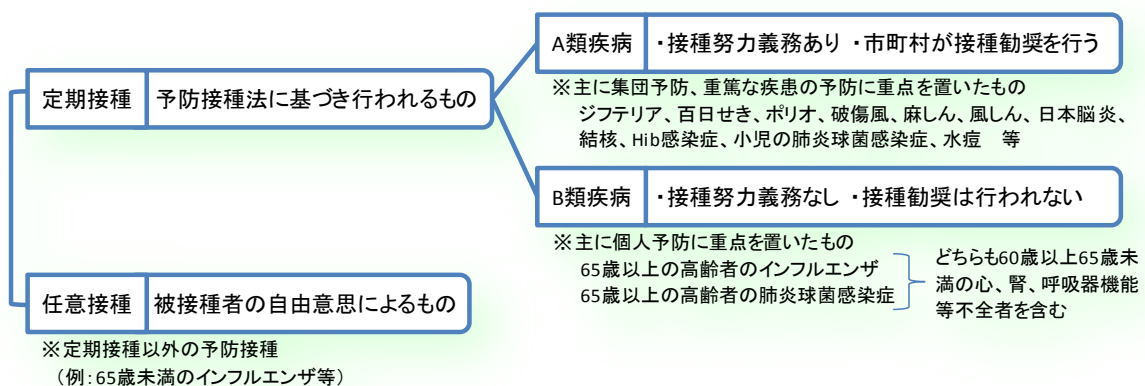 A類疾病 ・接種努力義務あり ・市町村が接種勧奨を行う
※主に集団予防、重篤な疾患の予防に重点を置いたもの
ジフテリア、百日せき、ポリオ、破傷風、麻しん、風しん、日本脳炎、
結核、Hib感染症、小児の肺炎球菌感染症、水痘 等
定期接種 予防接種法に基づき行われるもの
B類疾病 ・接種努力義務なし ・接種勧奨は行われない
※主に個人予防に重点を置いたもの
65歳以上の高齢者のインフルエンザ
65歳以上の高齢者の肺炎球菌感染症
どちらも60歳以上65歳未
満の心、腎、呼吸器機能
等不全者を含む
任意接種 被接種者の自由意思によるもの
※定期接種以外の予防接種
（例：65歳未満のインフルエンザ等）